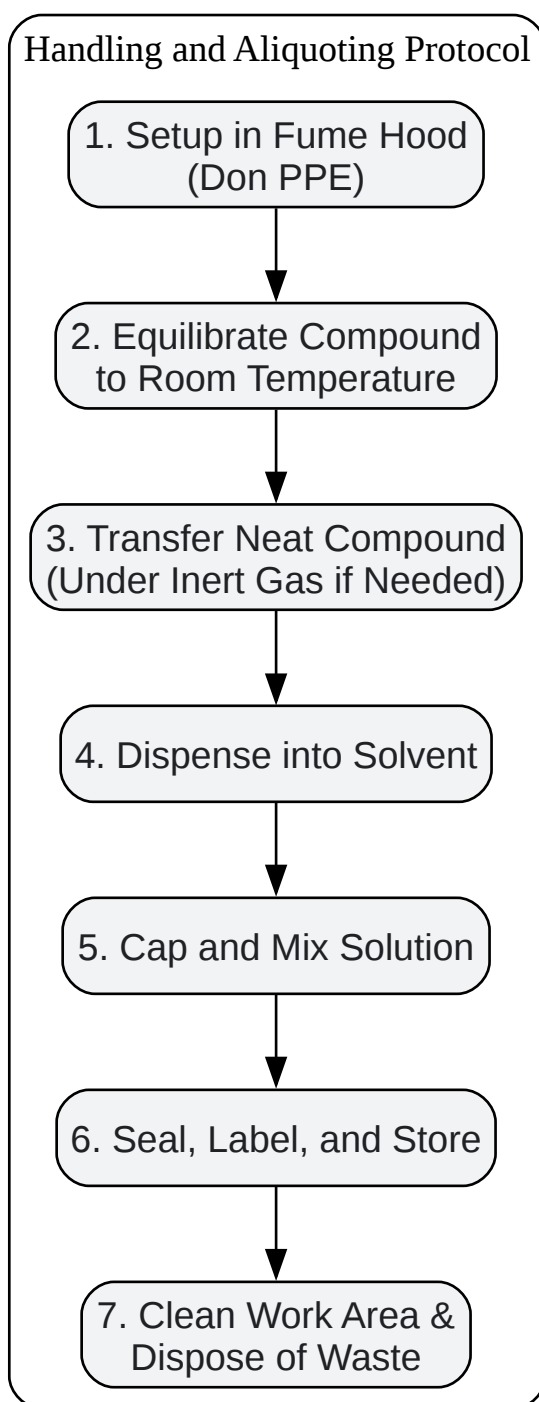 Handling and Aliquoting Protocol
1. Setup in Fume Hood
(Don PPE)
2. Equilibrate Compound
to Room Temperature
3. Transfer Neat Compound
(Under Inert Gas if Needed)
4. Dispense into Solvent
5. Cap and Mix Solution
6. Seal, Label, and Store
7. Clean Work Area &
Dispose of Waste